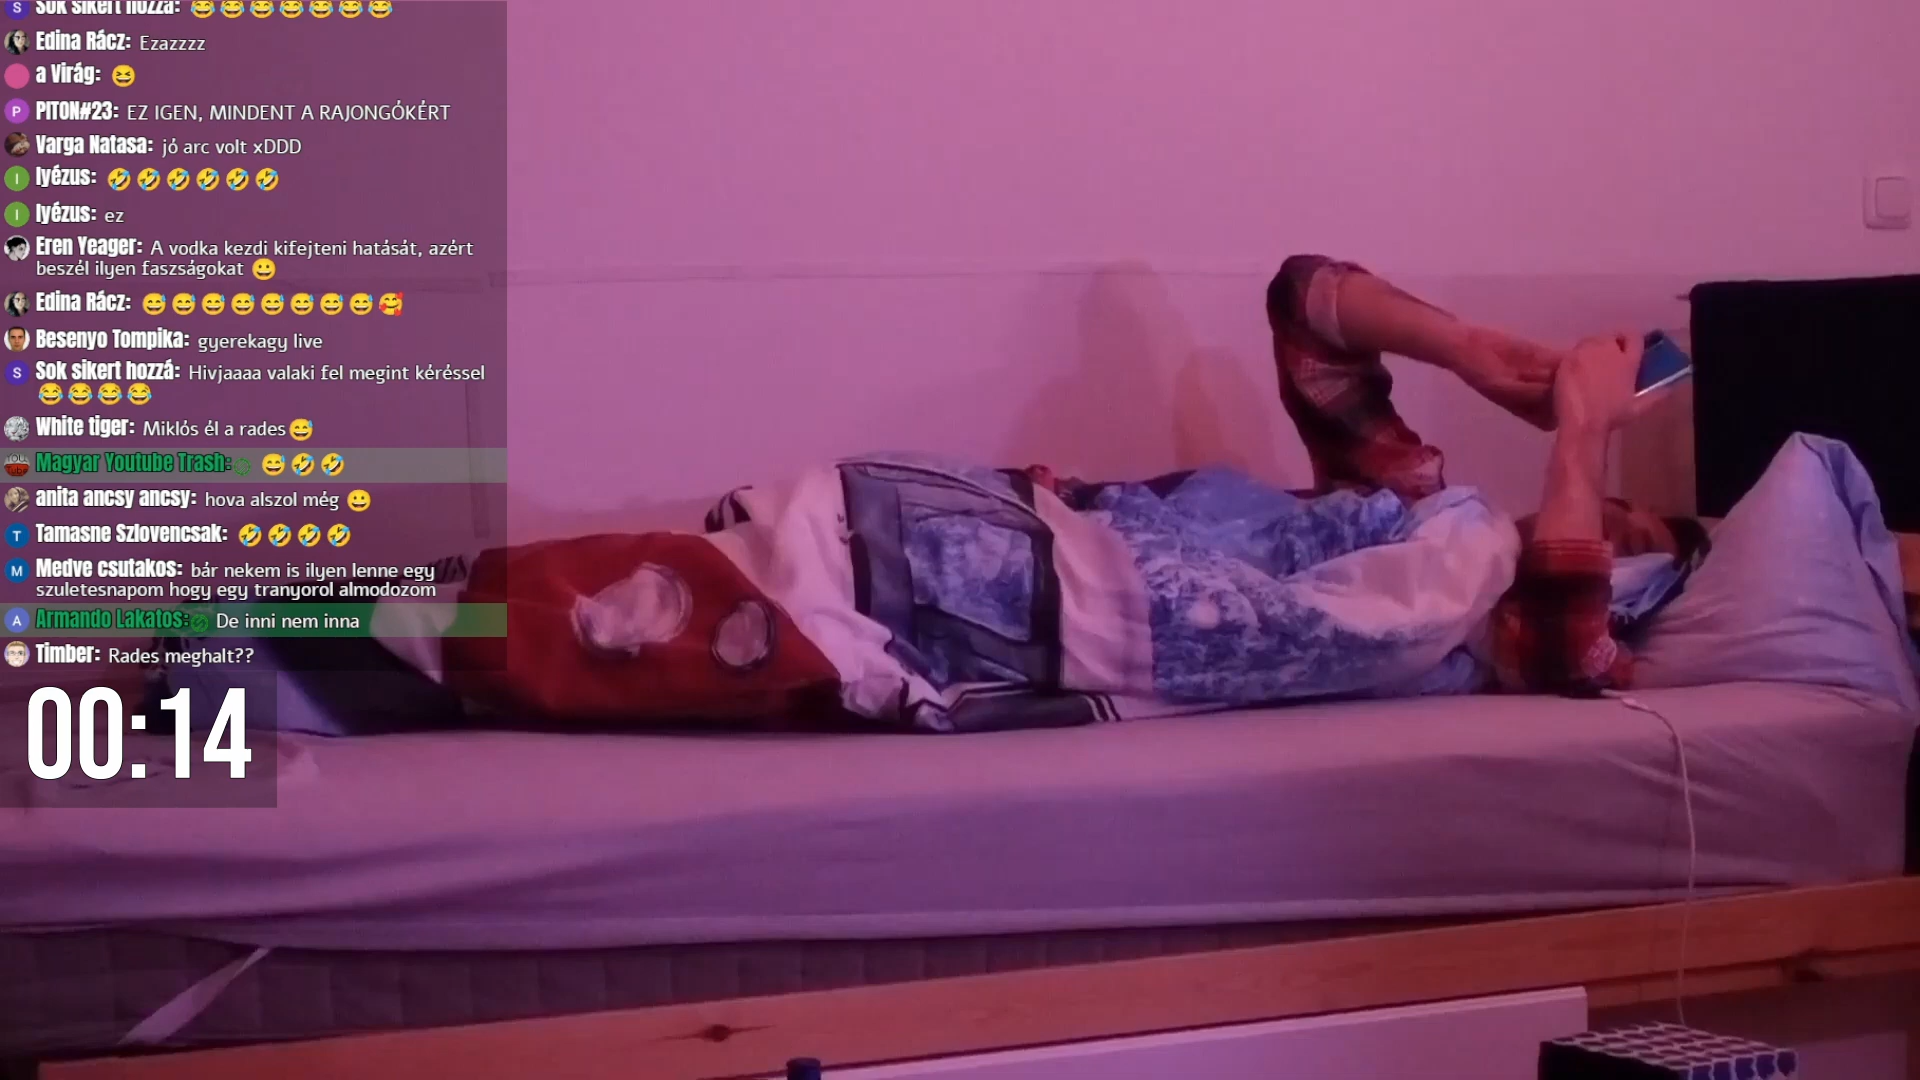 S Sok sikert hozzá: 😂😂😂😂😂😂😂
Edina Rácz: Ezazzzz
a Virág: 😆
P PITON#23: EZ IGEN, MINDENT A RAJONGÓKÉRT
Varga Natasa: jó arc volt xDDD
I Iyézus: 🤣🤣🤣🤣🤣🤣
I Iyézus: ez
Eren Yeager: A vodka kezdi kifejteni hatását, azért
beszél ilyen faszságokat 😀
Edina Rácz: 😅😅😅😅😅😅😅😅🥰
Besenyo Tompika: gyerekagy live
S Sok sikert hozzá: Hivjaaaa valaki fel megint kéréssel
😂😂😂😂
White tiger: Miklós él a rades😅
Magyar Youtube Trash: 😅🤣🤣
anita ancsy ancsy: hova alszol még 😀
T Tamasne Szlovencsak: 🤣🤣🤣🤣
M Medve csutakos: bár nekem is ilyen lenne egy
szuletesnapom hogy egy tranyorol almodozom
A Armando Lakatos: De inni nem inna
Timber: Rades meghalt??
00:14